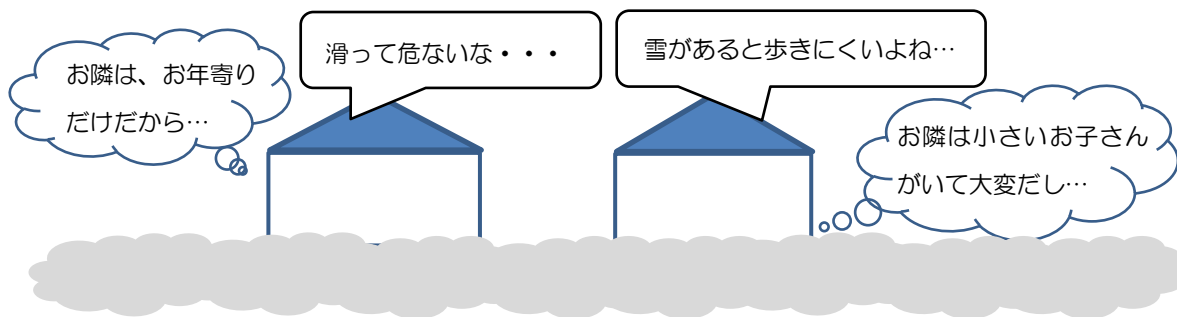 お隣は、お年寄り
だけだから…
滑って危ないな・・・
雪があると歩きにくいよね…
お隣は小さいお子さん
がいて大変だし…